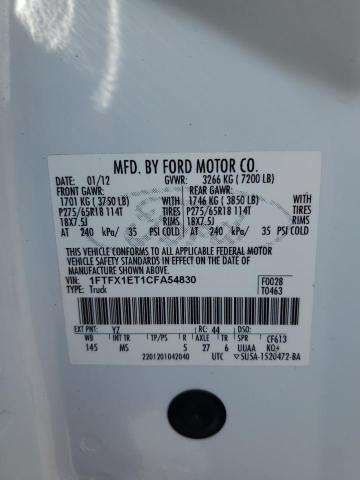 MFD. BY FORD MOTOR CO.
DATE: 01/12 GVWR: 3266 KG ( 7200 LB)
FRONT GAWR: REAR GAWR:
1701 KG ( 3750 LB) WITH 1746 KG ( 3850 LB) WITH
P275/65R18 114T TIRES P275/65R18 114T TIRES
18X7.5J RIMS 18X7.5J RIMS
AT 240 kPa/ 35 PSI COLD AT 240 kPa/ 35 PSI COLD
THIS VEHICLE CONFORMS TO ALL APPLICABLE FEDERAL MOTOR
VEHICLE SAFETY STANDARDS IN EFFECT ON THE DATE OF
MANUFACTURE SHOWN ABOVE.
VIN: 1FTFX1ET1CFA54830 F0028
TYPE: Truck T0463
EXT PNT: YZ RC: 44 DSO:
WB INT TR TP/PS R AXLE TR SPR CF613
145 MS 5 27 6 UUAA KQ
2201201042040 UTC 5U5A-1520472-BA